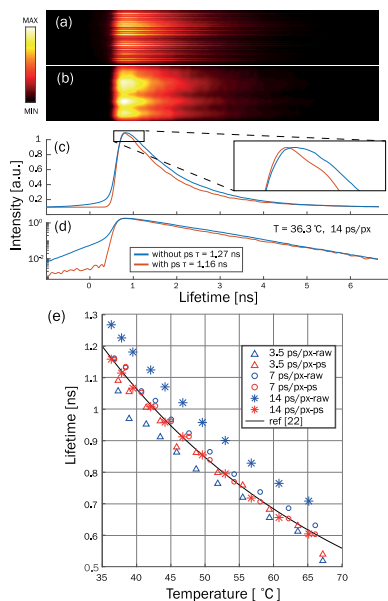 MAX
MIN
(a)
(b)
(c)
1
0.8
0.6
0.4
0.2
Intensity [a.u.]
(d)
10⁰
10⁻²
T = 36.3°C, 14 ps/px
without ps τ = 1.27 ns
with ps τ = 1.16 ns
0 1 2 3 4 5 6
Lifetime [ns]
(e)
1.3
1.2
1.1
1
0.9
0.8
0.7
0.6
0.5
Lifetime [ns]
3.5 ps/px-raw
3.5 ps/px-ps
7 ps/px-raw
7 ps/px-ps
14 ps/px-raw
14 ps/px-ps
ref [22]
35 40 45 50 55 60 65 70
Temperature [ °C]